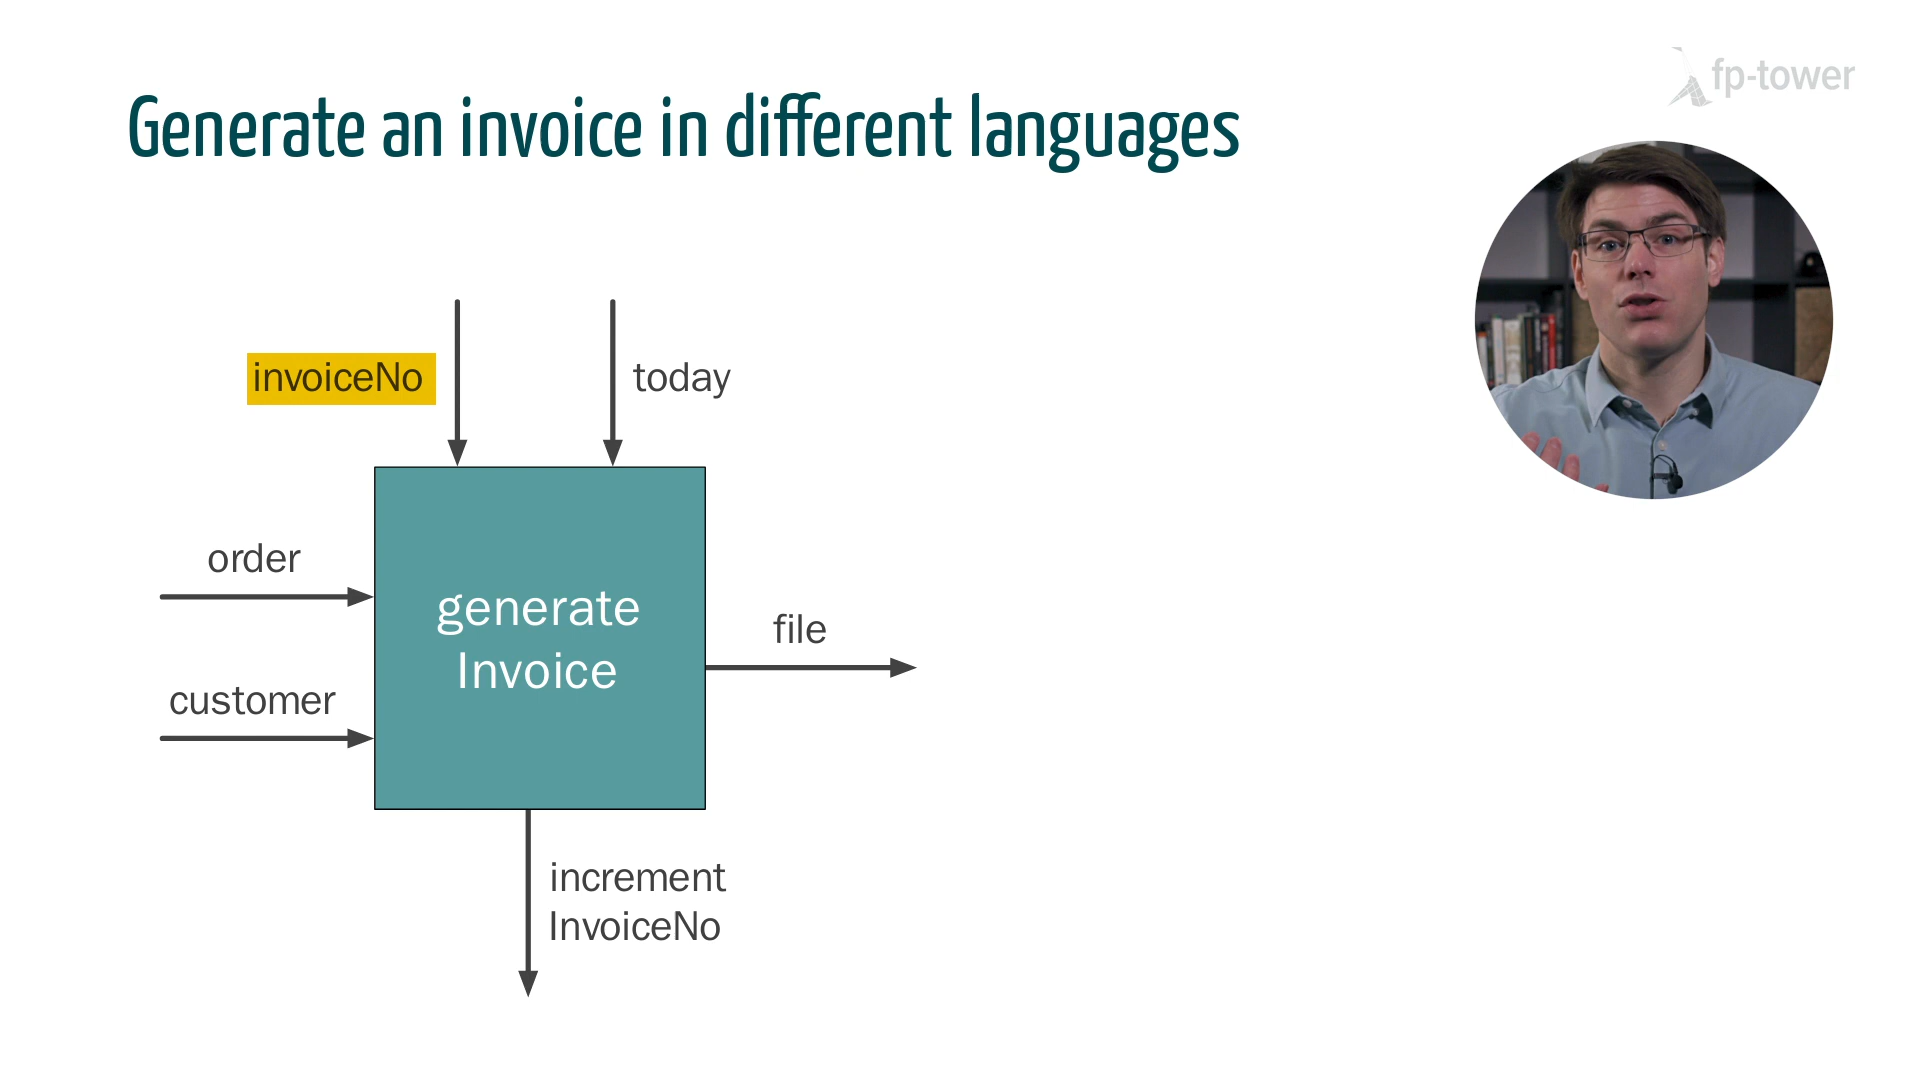 fp-tower
Generate an invoice in different languages
invoiceNo
today
order
customer
generate
Invoice
file
increment
InvoiceNo